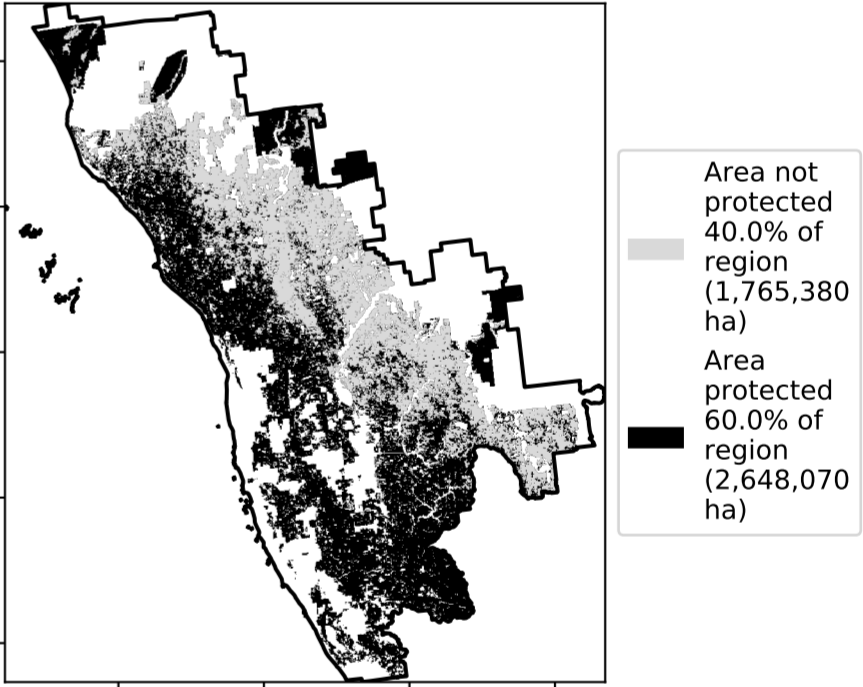 Area not
protected
40.0% of
region
(1,765,380
ha)
Area
protected
60.0% of
region
(2,648,070
ha)